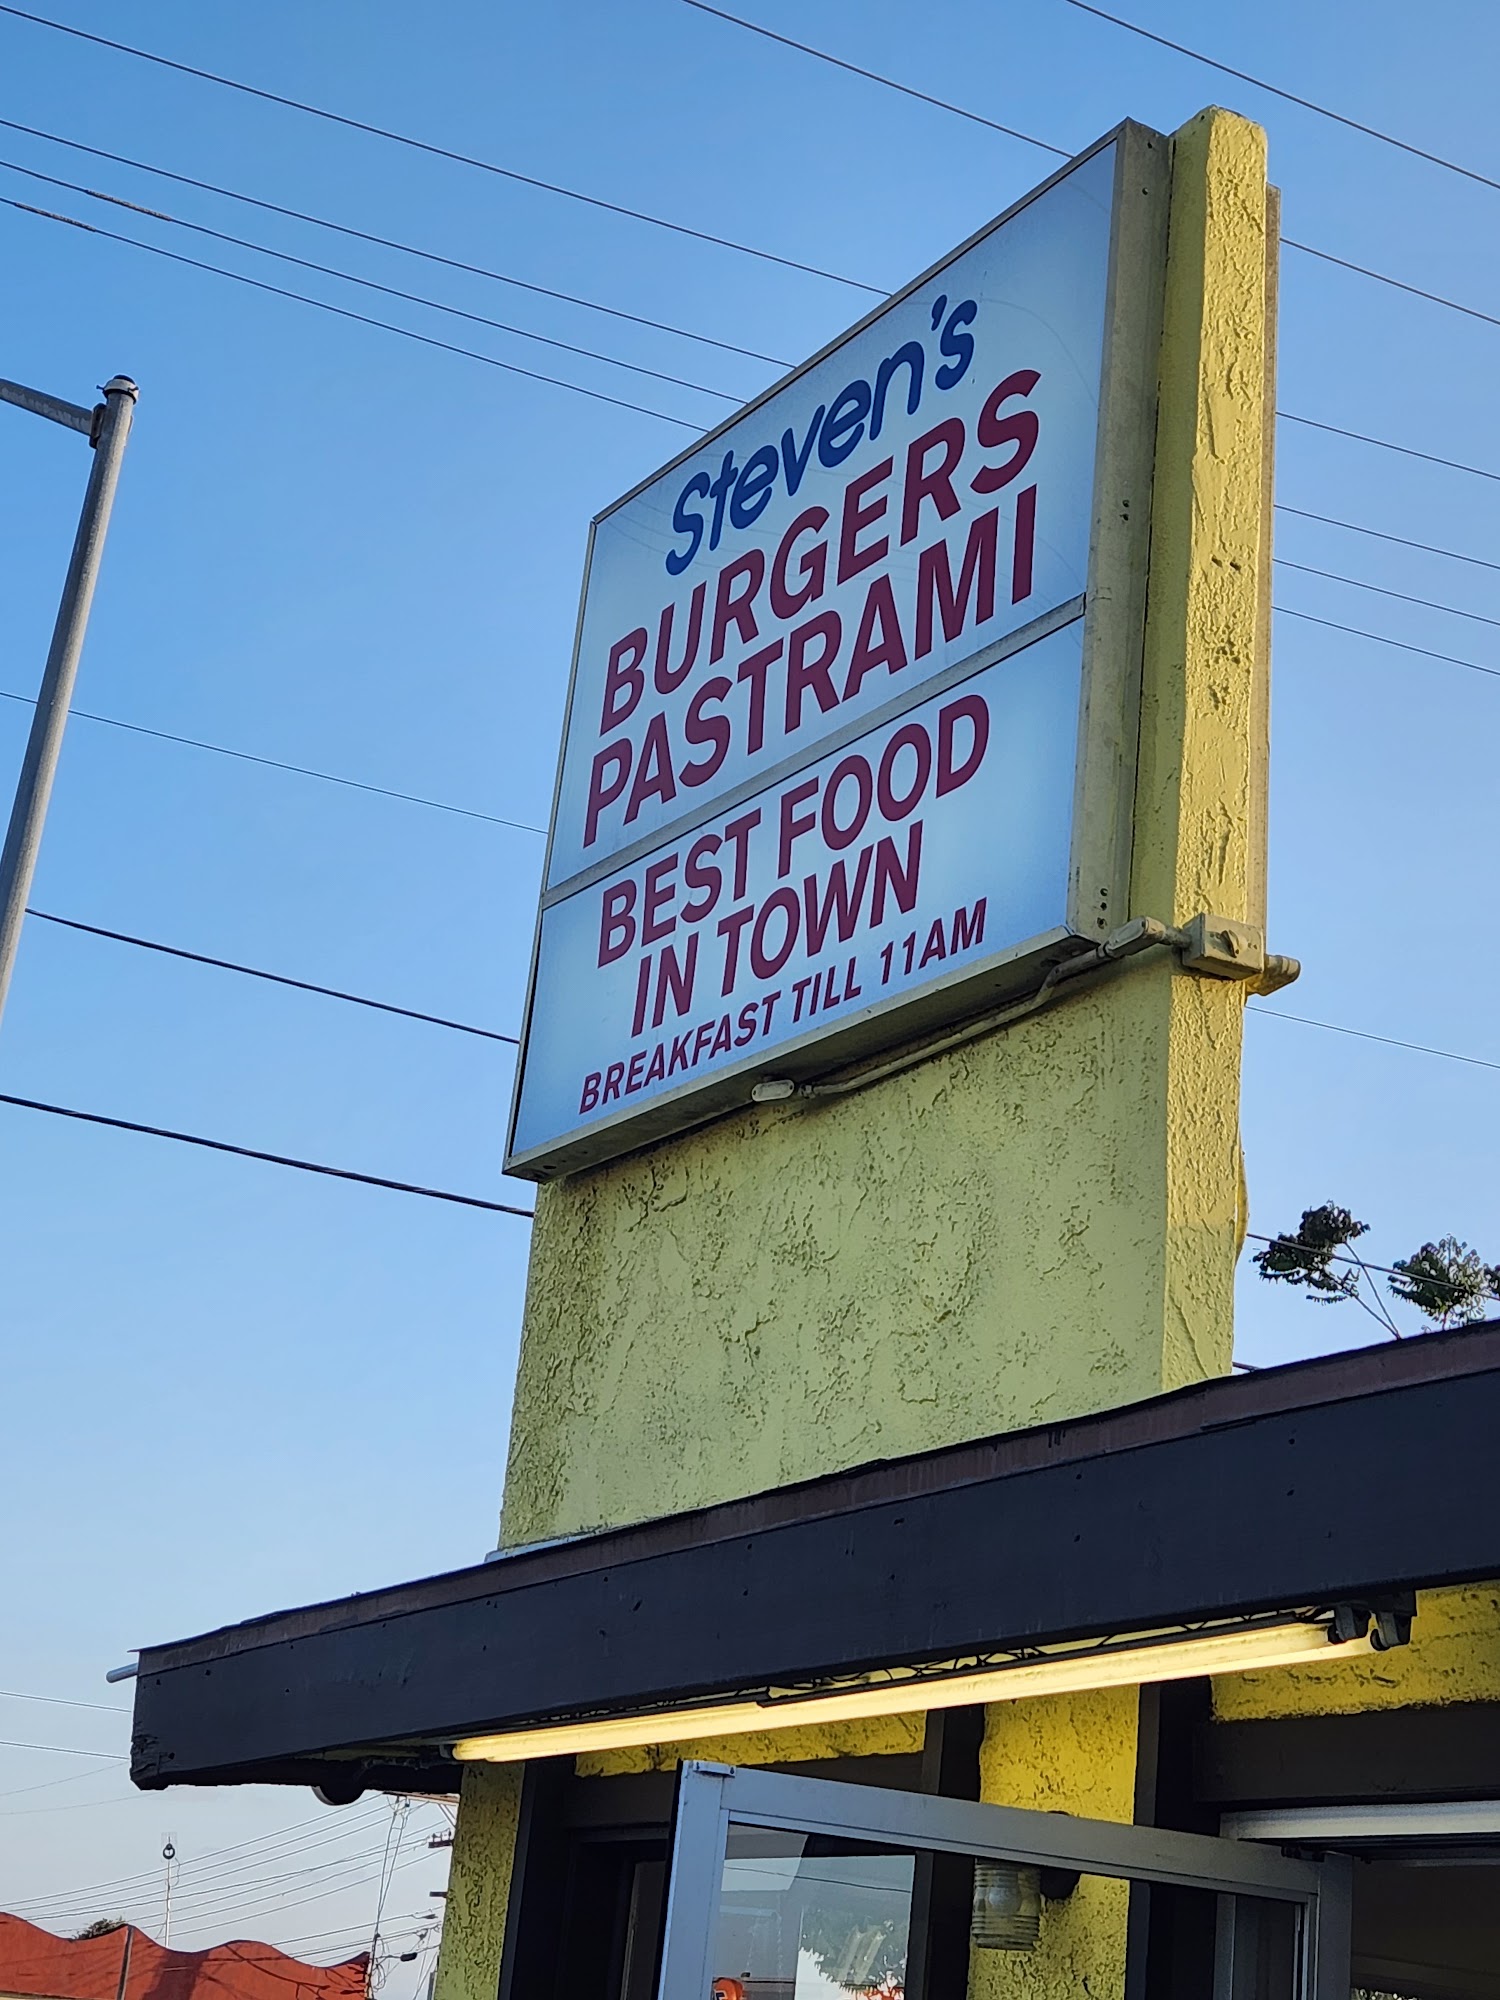 Steven's
BURGERS
PASTRAMI
BEST FOOD
IN TOWN
BREAKFAST TILL 11AM